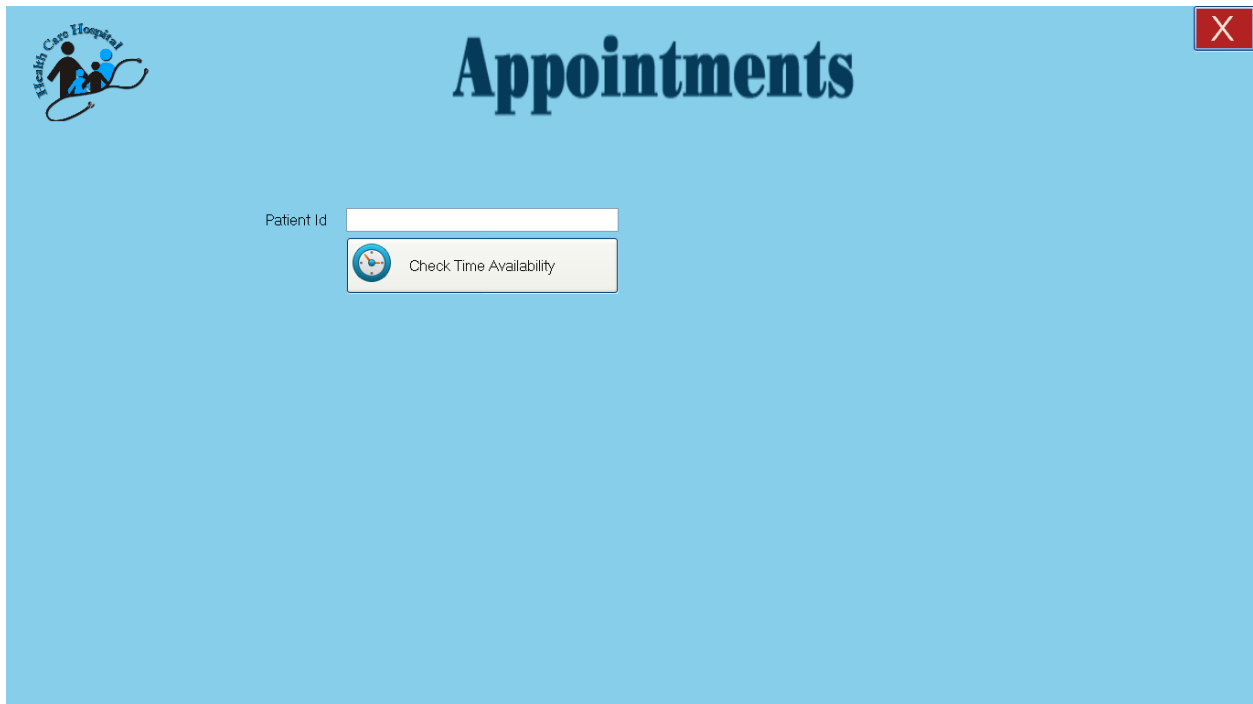 Health Care Hospital
Appointments
X
Patient Id
Check Time Availability